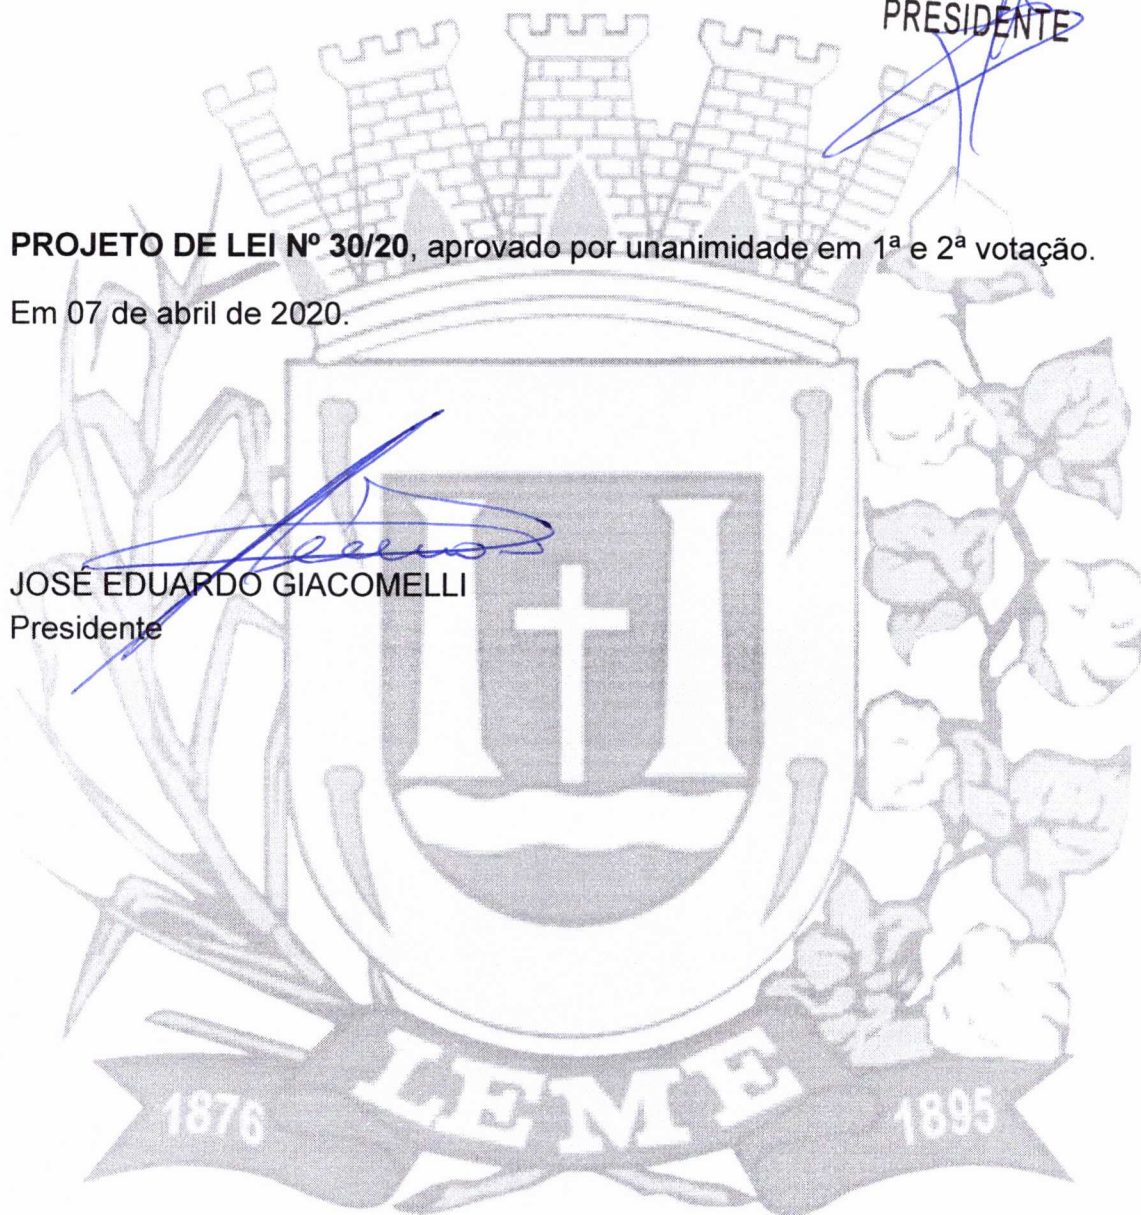 PRESIDENTE
PROJETO DE LEI Nº 30/20, aprovado por unanimidade em 1ª e 2ª votação.
Em 07 de abril de 2020.
JOSÉ EDUARDO GIACOMELLI
Presidente
1876
LEME
1895